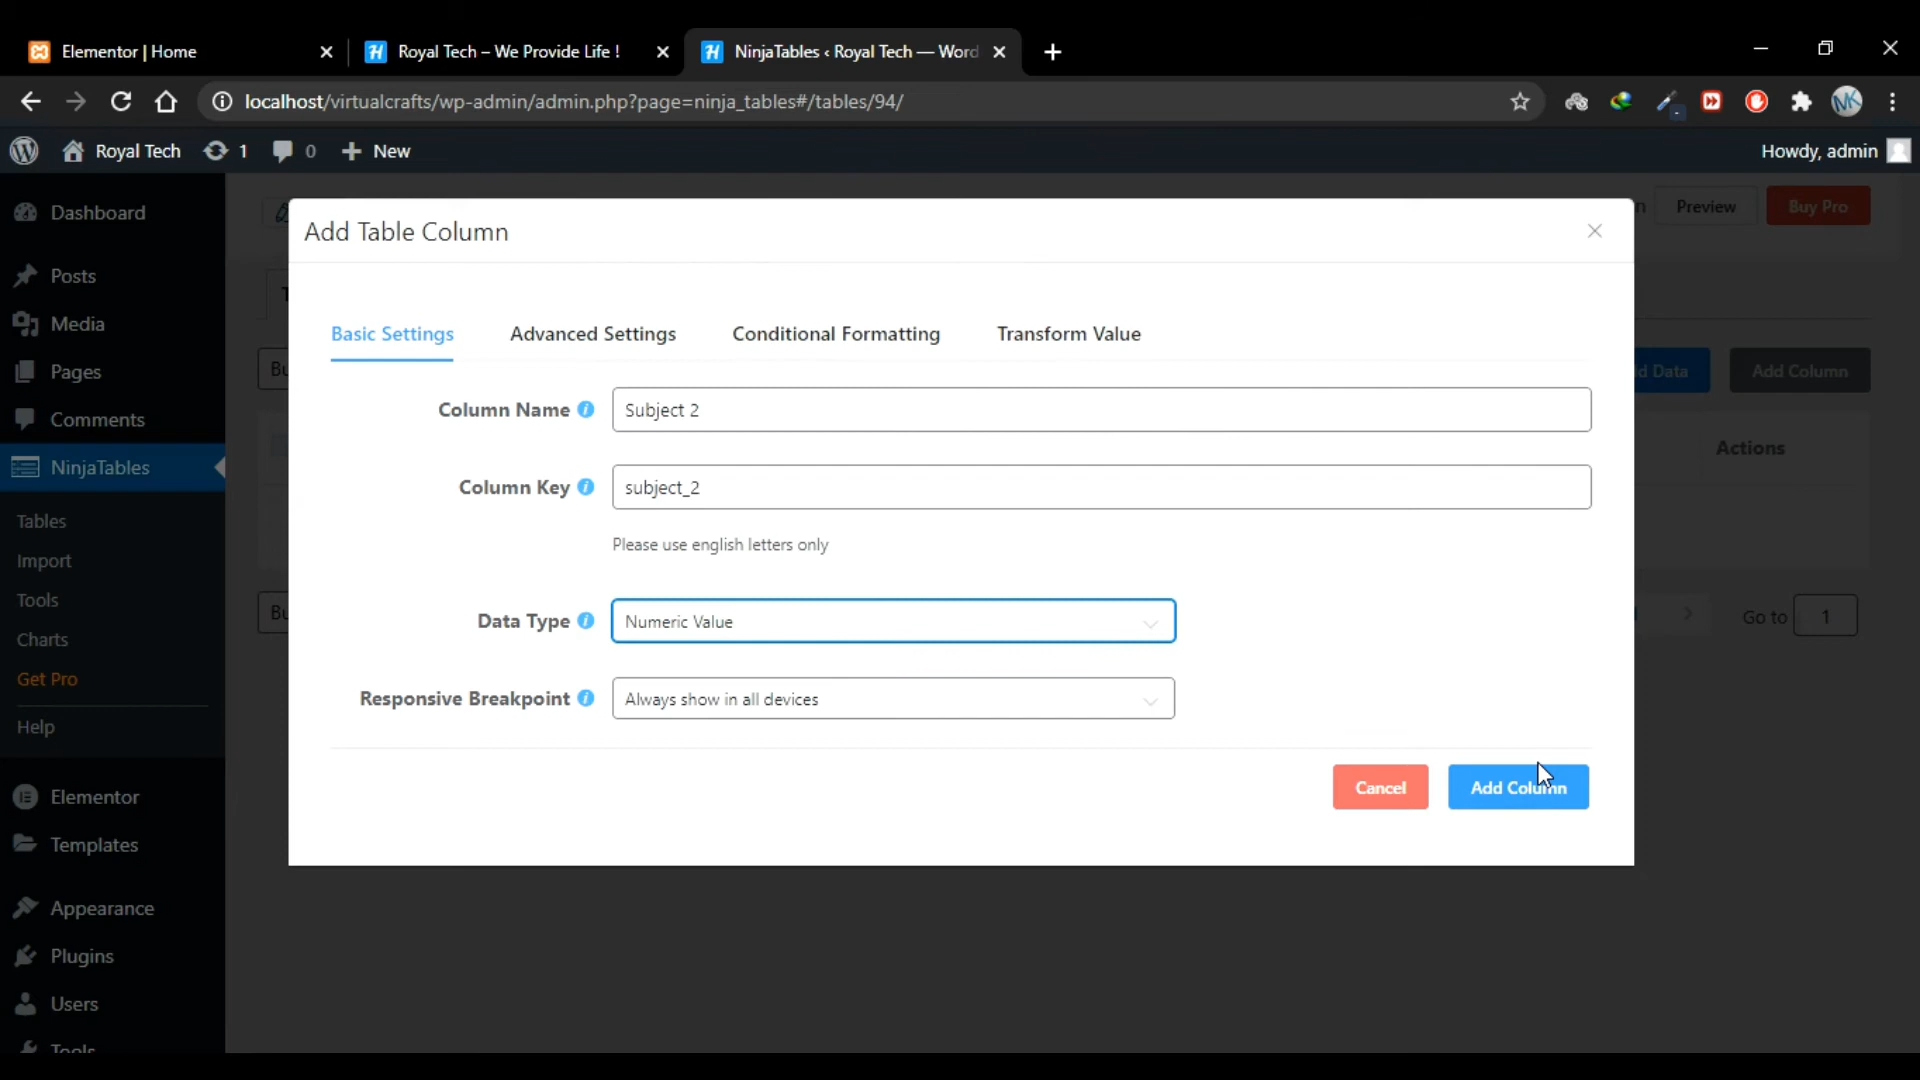 Elementor | Home
Royal Tech – We Provide Life !
NinjaTables ‹ Royal Tech — Word
localhost/virtualcrafts/wp-admin/admin.php?page=ninja_tables#/tables/94/
NK
Royal Tech
1
0
New
Howdy, admin
Dashboard
Posts
Media
Pages
Comments
NinjaTables
Tables
Import
Tools
Charts
Get Pro
Help
Elementor
Templates
Appearance
Plugins
Users
Tools
Preview
Buy Pro
Add Table Column
Basic Settings
Advanced Settings
Conditional Formatting
Transform Value
Column Name
Subject 2
Column Key
subject_2
Please use english letters only
Data Type
Numeric Value
Responsive Breakpoint
Always show in all devices
Cancel
Add Column
d Data
Add Column
Actions
Go to
1